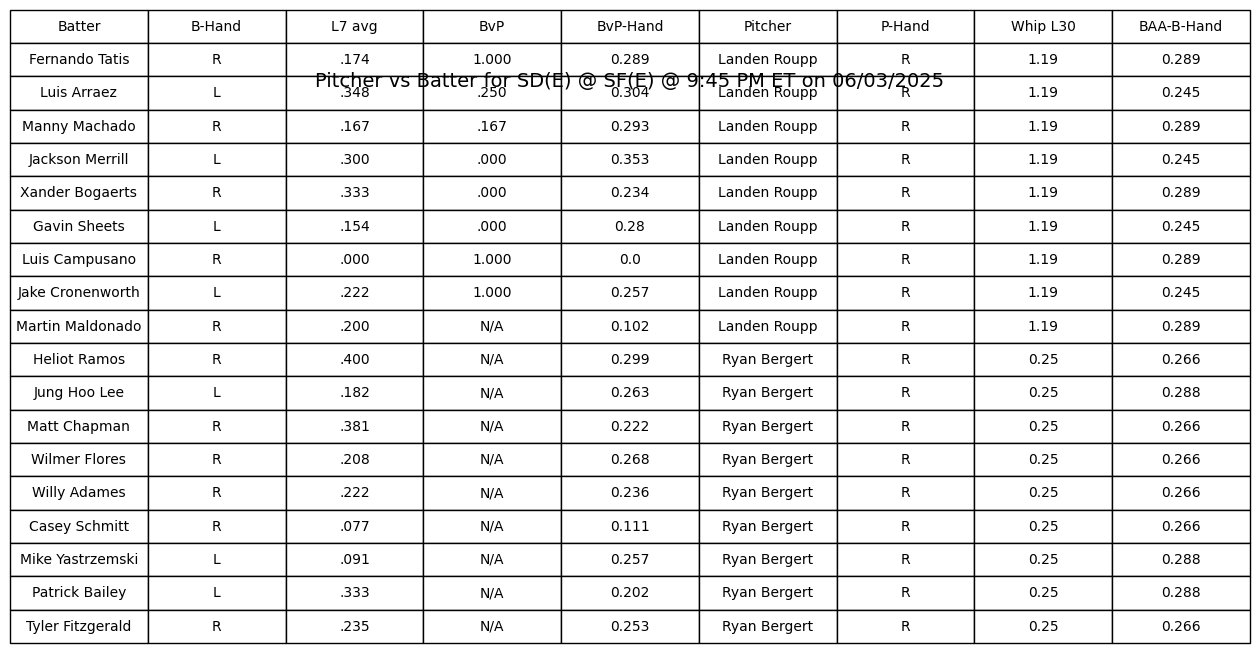 Batter B-Hand L7 avg BvP BvP-Hand Pitcher P-Hand Whip L30 BAA-B-Hand
Fernando Tatis R .174 1.000 0.289 Landen Roupp R 1.19 0.289
Pitcher vs Batter for SD(E) @ SF(E) @ 9:45 PM ET on 06/03/2025
Luis Arraez L .348 .250 0.304 Landen Roupp R 1.19 0.245
Manny Machado R .167 .167 0.293 Landen Roupp R 1.19 0.289
Jackson Merrill L .300 .000 0.353 Landen Roupp R 1.19 0.245
Xander Bogaerts R .333 .000 0.234 Landen Roupp R 1.19 0.289
Gavin Sheets L .154 .000 0.28 Landen Roupp R 1.19 0.245
Luis Campusano R .000 1.000 0.0 Landen Roupp R 1.19 0.289
Jake Cronenworth L .222 1.000 0.257 Landen Roupp R 1.19 0.245
Martin Maldonado R .200 N/A 0.102 Landen Roupp R 1.19 0.289
Heliot Ramos R .400 N/A 0.299 Ryan Bergert R 0.25 0.266
Jung Hoo Lee L .182 N/A 0.263 Ryan Bergert R 0.25 0.288
Matt Chapman R .381 N/A 0.222 Ryan Bergert R 0.25 0.266
Wilmer Flores R .208 N/A 0.268 Ryan Bergert R 0.25 0.266
Willy Adames R .222 N/A 0.236 Ryan Bergert R 0.25 0.266
Casey Schmitt R .077 N/A 0.111 Ryan Bergert R 0.25 0.266
Mike Yastrzemski L .091 N/A 0.257 Ryan Bergert R 0.25 0.288
Patrick Bailey L .333 N/A 0.202 Ryan Bergert R 0.25 0.288
Tyler Fitzgerald R .235 N/A 0.253 Ryan Bergert R 0.25 0.266